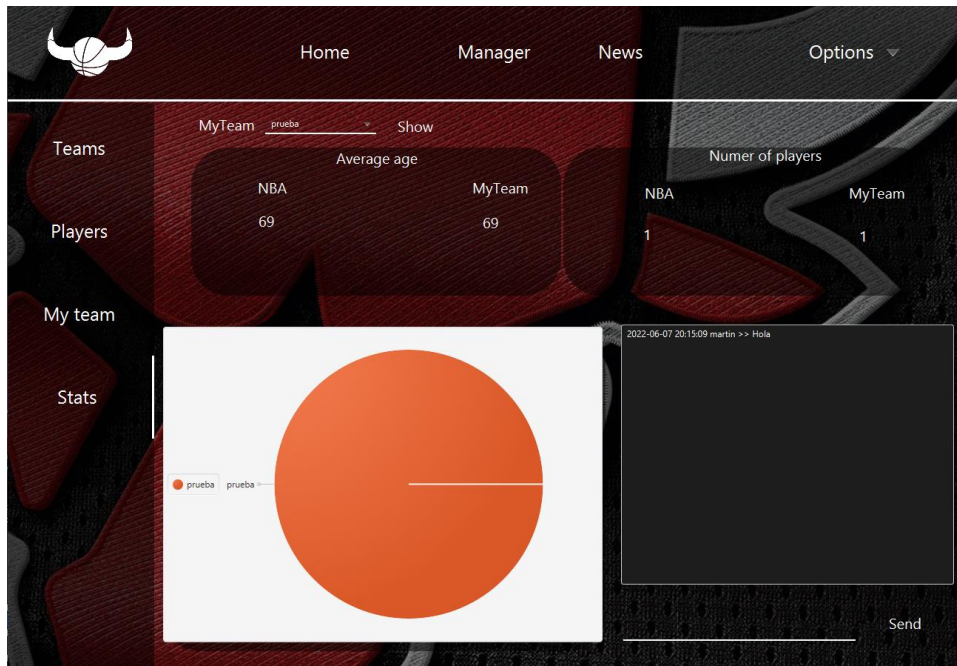 Home Manager News Options
Teams
Players
My team
Stats
MyTeam prueba Show
Average age
NBA MyTeam
69 69
Numer of players
NBA MyTeam
1 1
prueba prueba
2022-06-07 20:15:09 martin >> Hola
Send